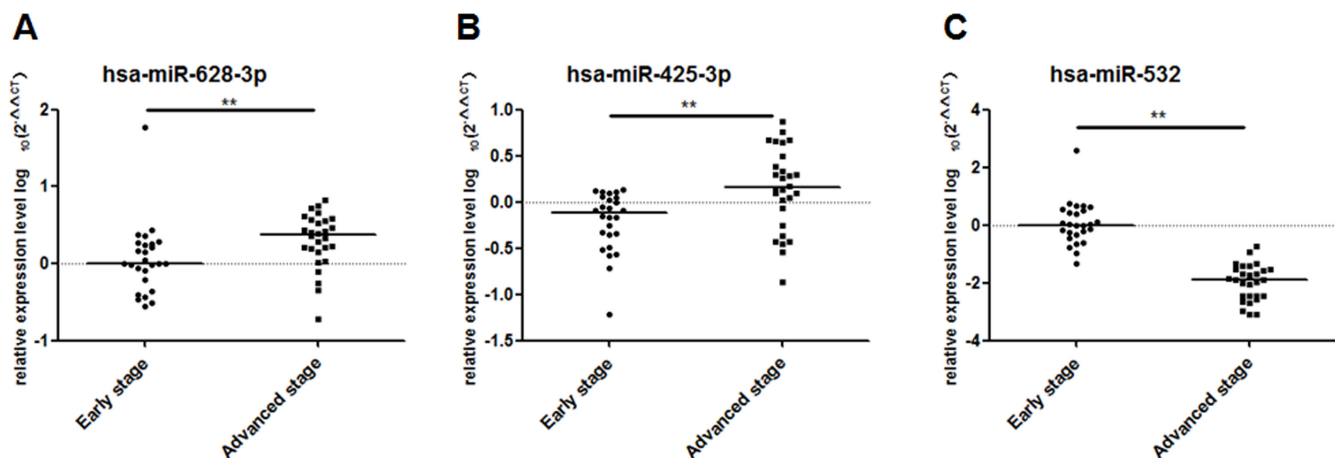 A
hsa-miR-628-3p
relative expression level log 10(2-^^CT)
**
2
1
0
-1
Early stage
Advanced stage
B
hsa-miR-425-3p
relative expression level log 10(2-^^CT)
**
1.0
0.5
0.0
-0.5
-1.0
-1.5
Early stage
Advanced stage
C
hsa-miR-532
relative expression level log 10(2-^^CT)
**
4
2
0
-2
-4
Early stage
Advanced stage